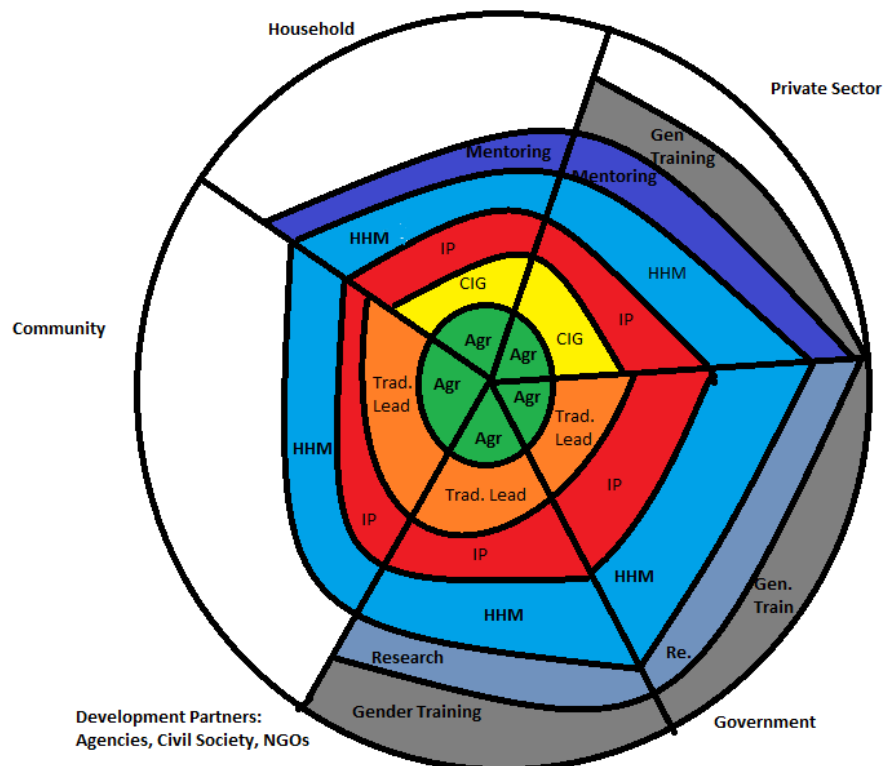 Household
Private Sector
Gen
Training
Mentoring
Mentoring
HHM
IP
HHM
CIG
IP
CIG
Community
Agr
Agr
Agr
Agr
Agr
Trad.
Lead
Trad.
Lead
Trad. Lead
HHM
IP
IP
IP
HHM
HHM
Gen.
Train
Research
Re.
Gender Training
Development Partners:
Agencies, Civil Society, NGOs
Government